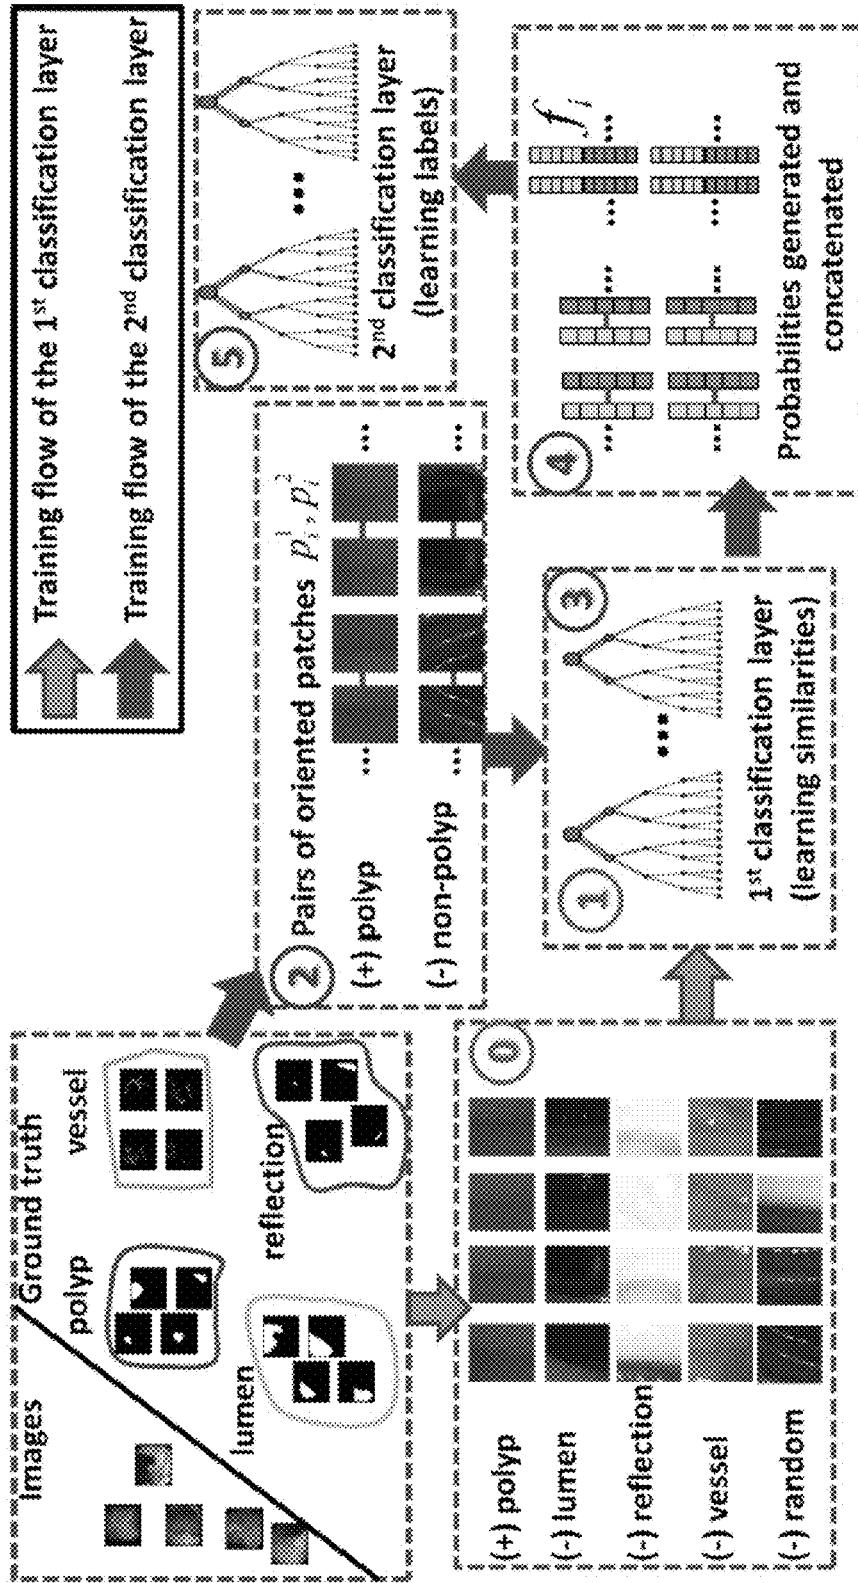 Images
Ground truth
polyp
vessel
lumen
reflection
Training flow of the 1st classification layer
Training flow of the 2nd classification layer
0
(+) polyp
(-) lumen
(-) reflection
(-) vessel
(-) random
2 Pairs of oriented patches p_i^1, p_i^2
(+) polyp
(-) non-polyp
1
3
1st classification layer
(learning similarities)
4
f_i
Probabilities generated and
concatenated
5
2nd classification layer
(learning labels)